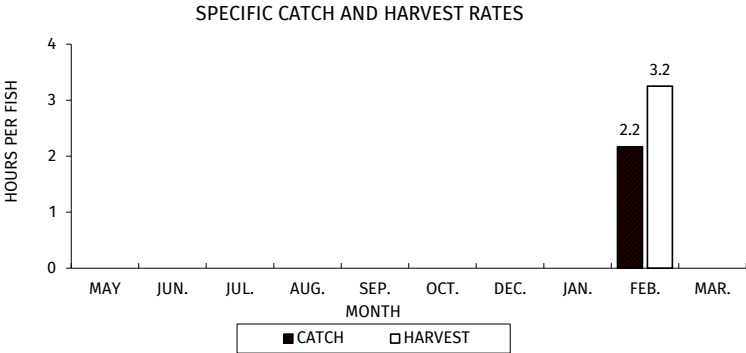 SPECIFIC CATCH AND HARVEST RATES
HOURS PER FISH
4
3
2
1
0
2.2
3.2
MAY JUN. JUL. AUG. SEP. OCT. DEC. JAN. FEB. MAR.
MONTH
CATCH HARVEST